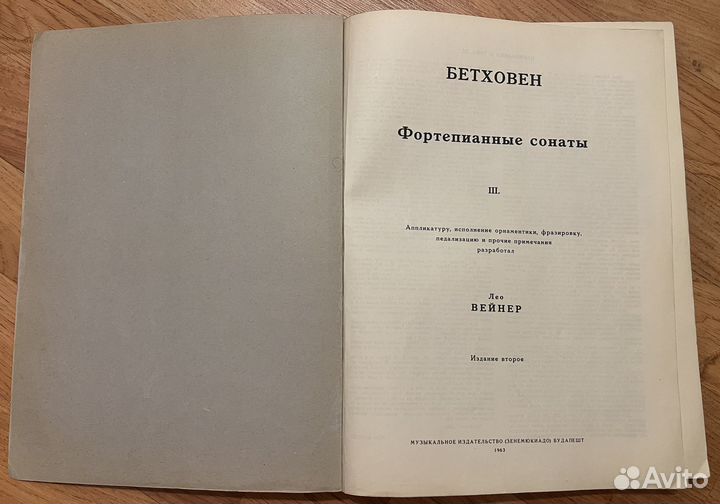 БЕТХОВЕН
Фортепианные сонаты
III.
Аппликатуру, исполнение орнаментики, фразировку,
педализацию и прочие примечания
разработал
Лео
ВЕЙНЕР
Издание второе
МУЗЫКАЛЬНОЕ ИЗДАТЕЛЬСТВО (ЗЕНЕМЮКИАДО) БУДАПЕШТ
1963
Avito